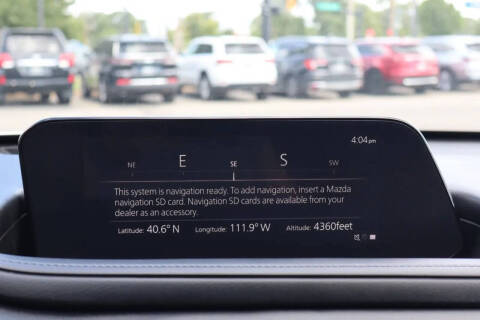 4:04pm
NE E SE S SW
This system is navigation ready. To add navigation, insert a Mazda
navigation SD card. Navigation SD cards are available from your
dealer as an accessory.
Latitude: 40.6° N Longitude: 111.9° W Altitude: 4360feet